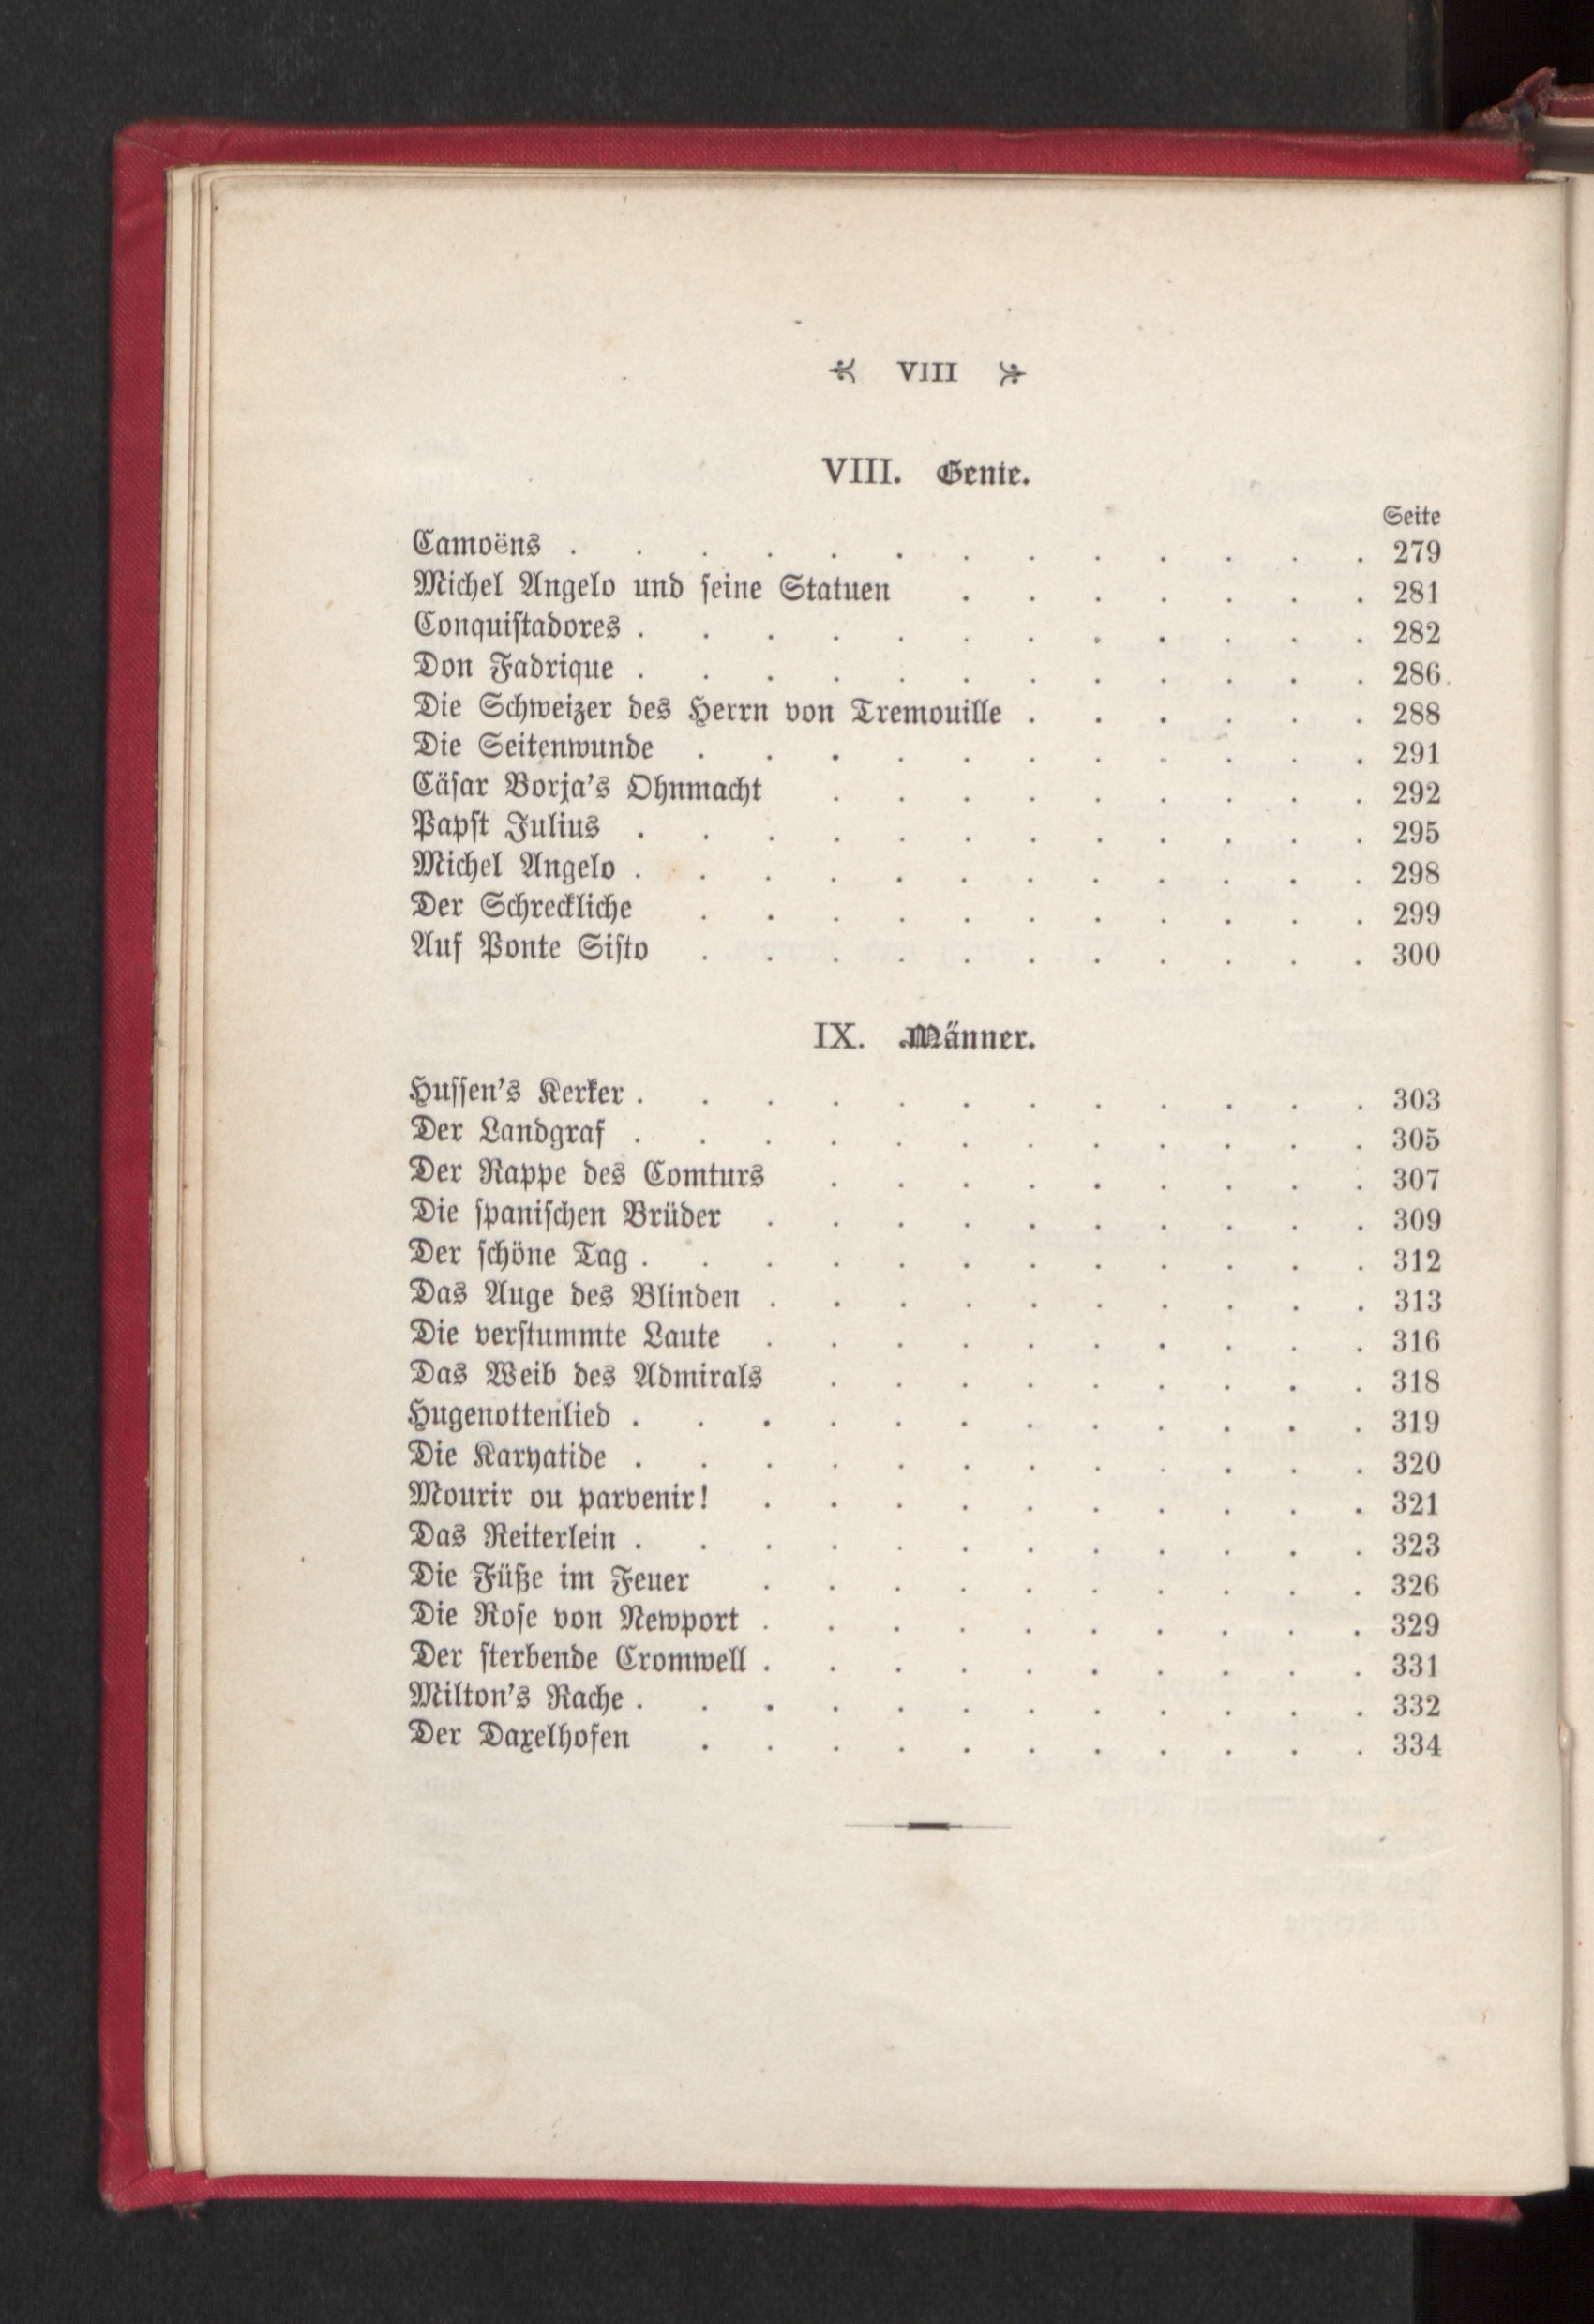 VIII
VIII. Genie.
Seite
Camoëns . . . . . . . . . . . . . 279
Michel Angelo und ſeine Statuen . . . . . . . 281
Conquiſtadores . . . . . . . . . . . . 282
Don Fadrique . . . . . . . . . . . . 286
Die Schweizer des Herrn von Tremouille . . . . . . 288
Die Seitenwunde . . . . . . . . . . . 291
Cäſar Borja's Ohnmacht . . . . . . . . . 292
Papſt Julius . . . . . . . . . . . . 295
Michel Angelo . . . . . . . . . . . . 298
Der Schreckliche . . . . . . . . . . . 299
Auf Ponte Siſto . . . . . . . . . . . 300
IX. Männer.
Huſſen's Kerker . . . . . . . . . . . . 303
Der Landgraf . . . . . . . . . . . . 305
Der Rappe des Comturs . . . . . . . . . 307
Die ſpaniſchen Brüder . . . . . . . . . . 309
Der ſchöne Tag . . . . . . . . . . . . 312
Das Auge des Blinden . . . . . . . . . . 313
Die verſtummte Laute . . . . . . . . . . 316
Das Weib des Admirals . . . . . . . . . 318
Hugenottenlied . . . . . . . . . . . . 319
Die Karyatide . . . . . . . . . . . . 320
Mourir ou parvenir! . . . . . . . . . . 321
Das Reiterlein . . . . . . . . . . . . 323
Die Füße im Feuer . . . . . . . . . . 326
Die Roſe von Newport . . . . . . . . . . 329
Der ſterbende Cromwell . . . . . . . . . . 331
Milton's Rache . . . . . . . . . . . . 332
Der Daxelhofen . . . . . . . . . . . 334